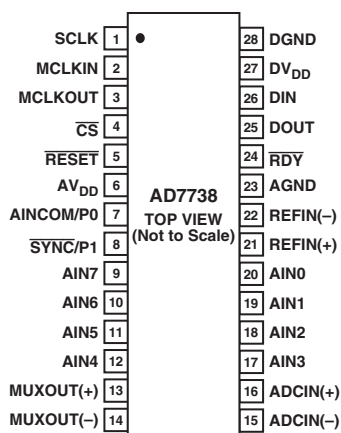 SCLK 1 28 DGND
MCLKIN 2 27 DVDD
MCLKOUT 3 26 DIN
CS 4 25 DOUT
RESET 5 24 RDY
AVDD 6 23 AGND
AINCOM/P0 7 22 REFIN(–)
SYNC/P1 8 21 REFIN(+)
AIN7 9 20 AIN0
AIN6 10 19 AIN1
AIN5 11 18 AIN2
AIN4 12 17 AIN3
MUXOUT(+) 13 16 ADCIN(+)
MUXOUT(–) 14 15 ADCIN(–)
AD7738
TOP VIEW
(Not to Scale)